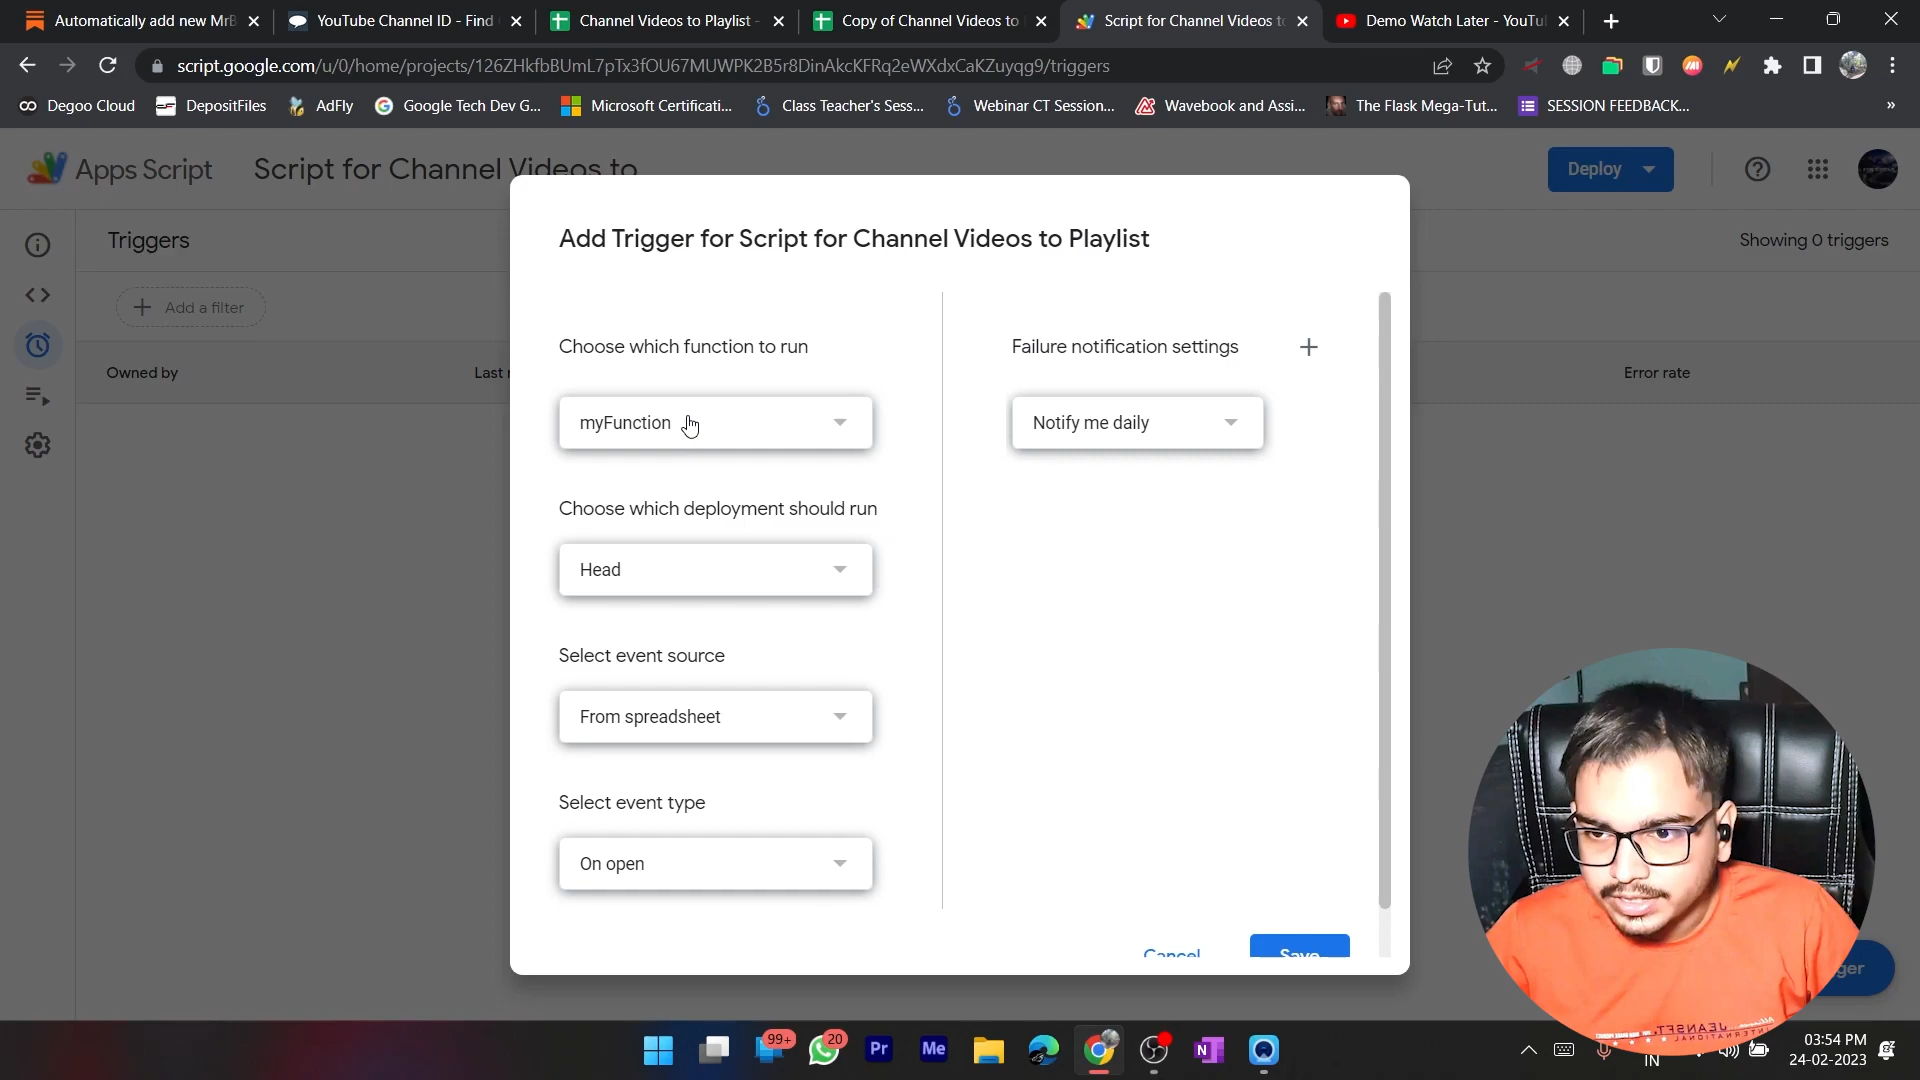 Automatically add new MrB
YouTube Channel ID - Find
Channel Videos to Playlist -
Copy of Channel Videos to
Script for Channel Videos to
Demo Watch Later - YouTu
script.google.com/u/0/home/projects/126ZHkfbBUmL7pTx3fOU67MUWPK2B5r8DinAkcKFRq2eWXdxCaKZuyqg9/triggers
Degoo Cloud
DepositFiles
AdFly
Google Tech Dev G...
Microsoft Certificati...
Class Teacher's Sess...
Webinar CT Session...
Wavebook and Assi...
The Flask Mega-Tut...
SESSION FEEDBACK...
»
Apps Script
Script for Channel Videos to
Deploy
Triggers
Showing 0 triggers
Add a filter
Owned by
Last r
Error rate
Add Trigger for Script for Channel Videos to Playlist
Choose which function to run
myFunction
Choose which deployment should run
Head
Select event source
From spreadsheet
Select event type
On open
Failure notification settings
Notify me daily
Cancel
Save
ger
99+
20
Pr
Me
N
IN
03:54 PM
24-02-2023